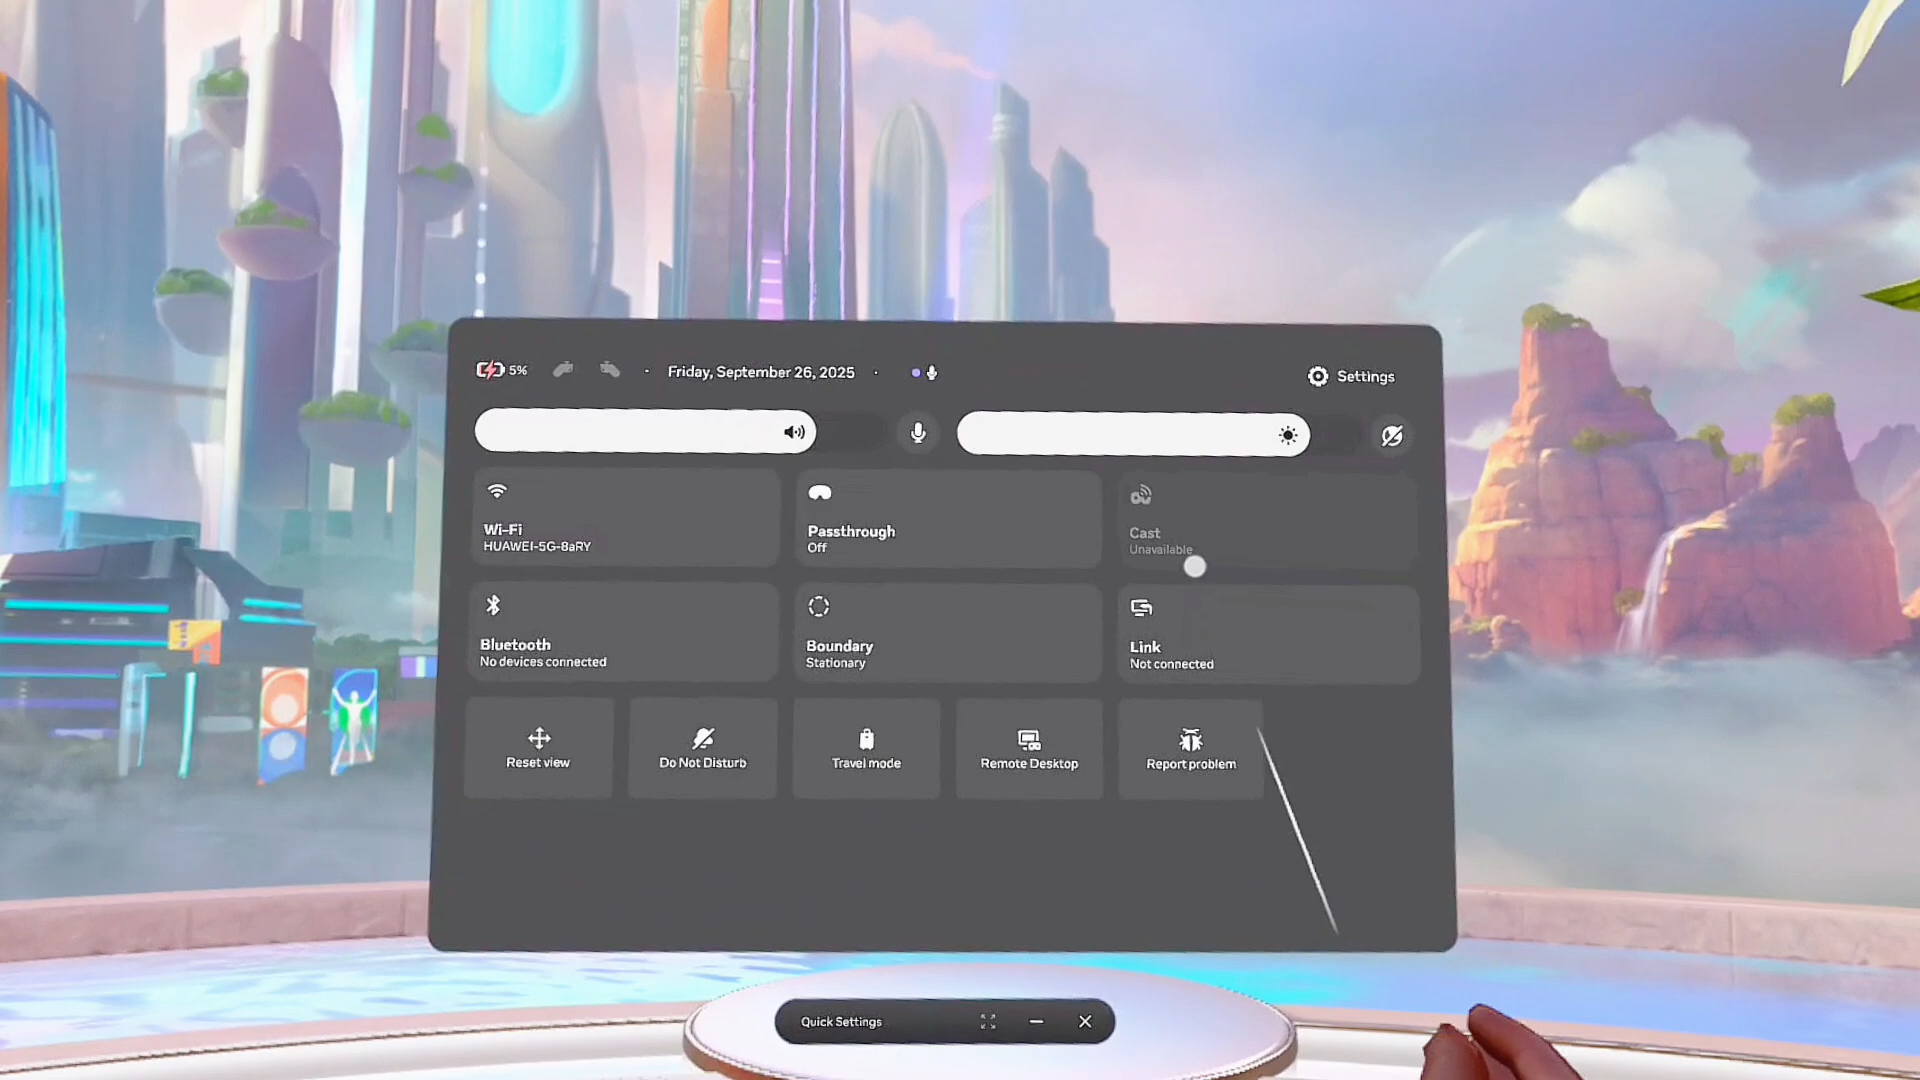 5%
Friday, September 26, 2025
Settings
Wi-Fi
HUAWEI-5G-8aRY
Passthrough
Off
Cast
Unavailable
Bluetooth
No devices connected
Boundary
Stationary
Link
Not connected
Reset view
Do Not Disturb
Travel mode
Remote Desktop
Report problem
Quick Settings